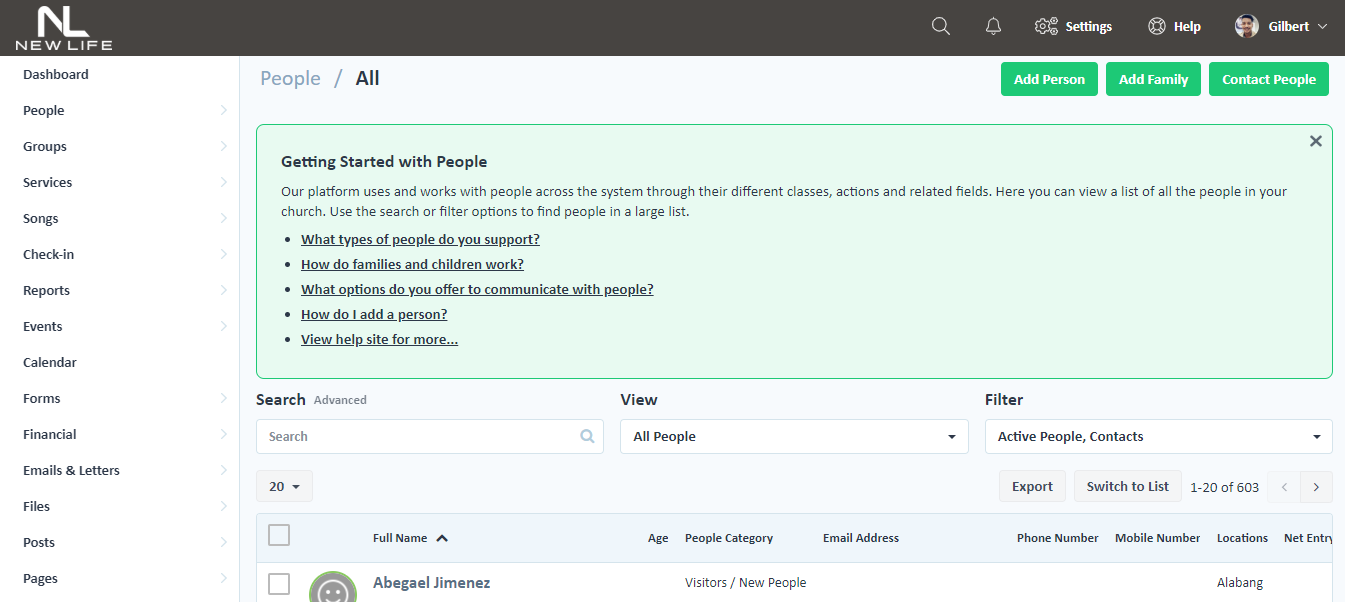 NL
NEW LIFE
Settings
Help
Gilbert
Dashboard
People
Groups
Services
Songs
Check-in
Reports
Events
Calendar
Forms
Financial
Emails & Letters
Files
Posts
Pages
People / All
Add Person
Add Family
Contact People
Getting Started with People
Our platform uses and works with people across the system through their different classes, actions and related fields. Here you can view a list of all the people in your
church. Use the search or filter options to find people in a large list.
• What types of people do you support?
• How do families and children work?
• What options do you offer to communicate with people?
• How do I add a person?
• View help site for more...
Search Advanced
View
Filter
Search
All People
Active People, Contacts
20
Export
Switch to List
1-20 of 603
Full Name
Age
People Category
Email Address
Phone Number
Mobile Number
Locations
Net Entry
Abegael Jimenez
Visitors / New People
Alabang